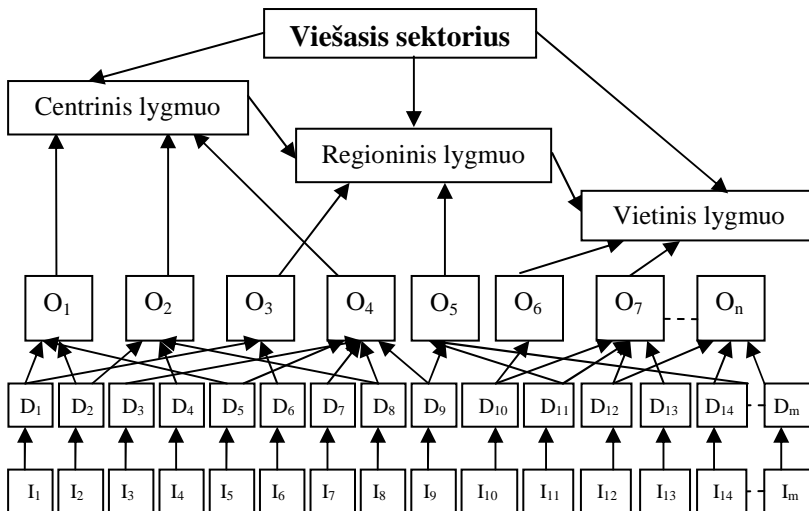 Viešasis sektorius
Centrinis lygmuo
Regioninis lygmuo
Vietinis lygmuo
O₁ O₂ O₃ O₄ O₅ O₆ O₇ Oₙ
D₁ D₂ D₃ D₄ D₅ D₆ D₇ D₈ D₉ D₁₀ D₁₁ D₁₂ D₁₃ D₁₄ Dₘ
I₁ I₂ I₃ I₄ I₅ I₆ I₇ I₈ I₉ I₁₀ I₁₁ I₁₂ I₁₃ I₁₄ Iₘ